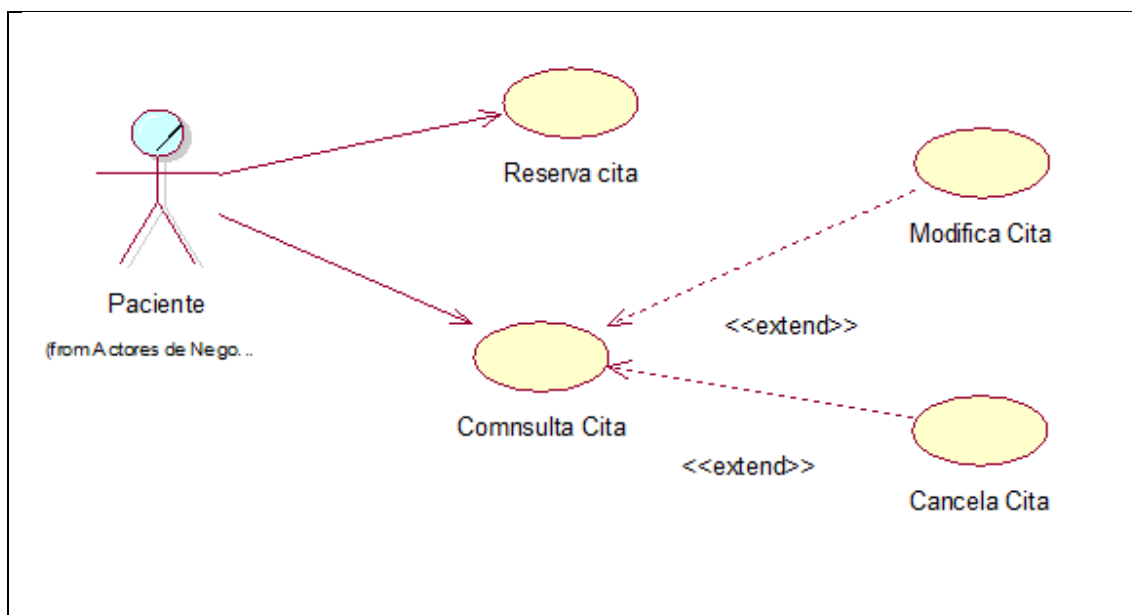 Reserva cita
Modifica Cita
Paciente
(from Actores de Nego...
<<extend>>
Comnsulta Cita
<<extend>>
Cancela Cita